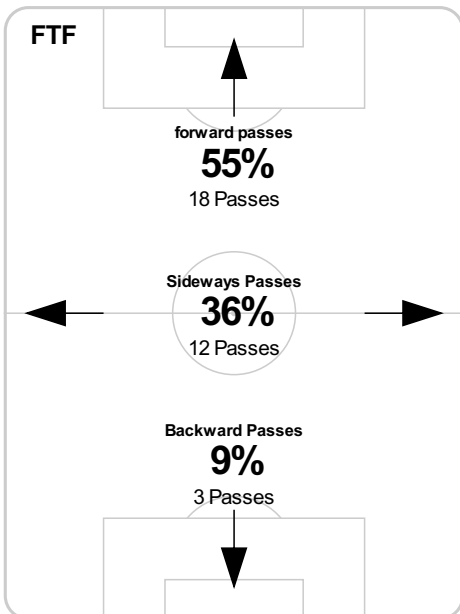 FTF
forward passes
55%
18 Passes
Sideways Passes
36%
12 Passes
Backward Passes
9%
3 Passes